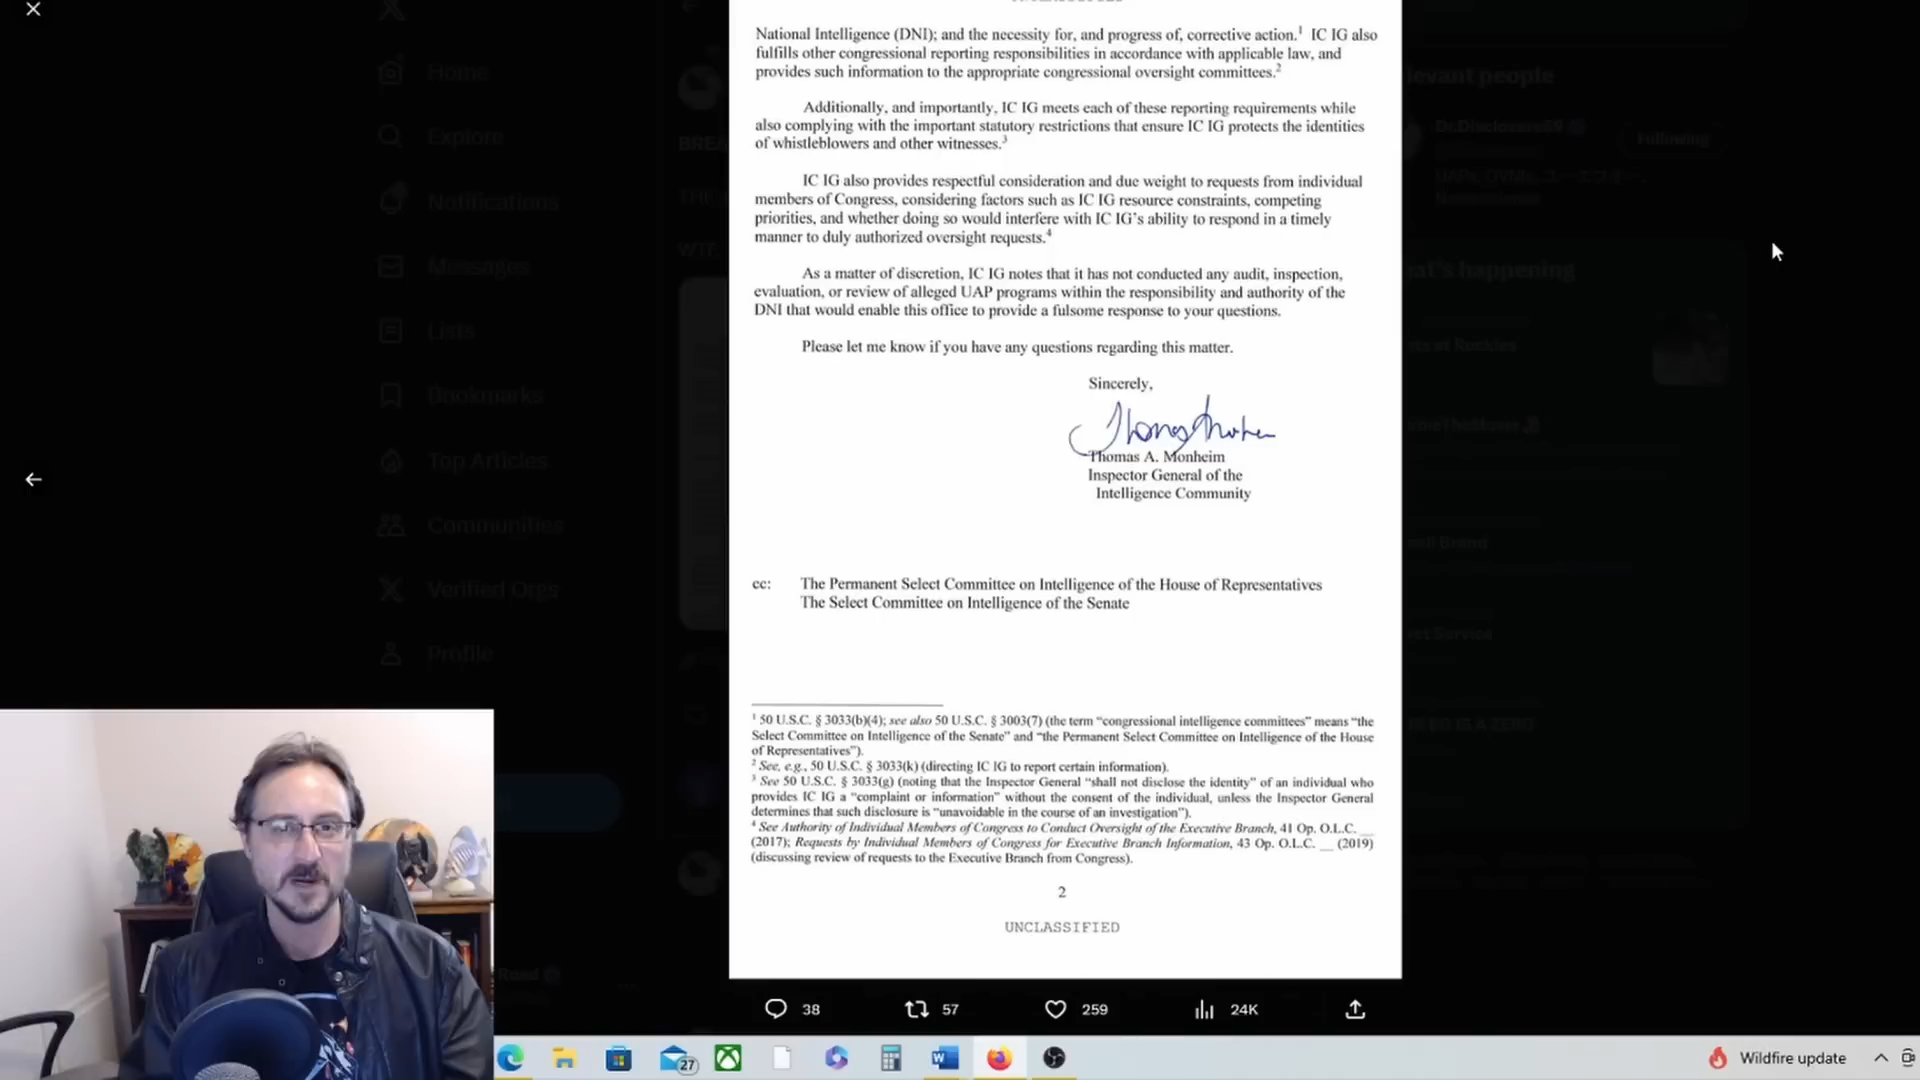 National Intelligence (DNI); and the necessity for, and progress of, corrective action.1 IC IG also
fulfills other congressional reporting responsibilities in accordance with applicable law, and
provides such information to the appropriate congressional oversight committees.2
Additionally, and importantly, IC IG meets each of these reporting requirements while
also complying with the important statutory restrictions that ensure IC IG protects the identities
of whistleblowers and other witnesses.3
IC IG also provides respectful consideration and due weight to requests from individual
members of Congress, considering factors such as IC IG resource constraints, competing
priorities, and whether doing so would interfere with IC IG's ability to respond in a timely
manner to duly authorized oversight requests.4
As a matter of discretion, IC IG notes that it has not conducted any audit, inspection,
evaluation, or review of alleged UAP programs within the responsibility and authority of the
DNI that would enable this office to provide a fulsome response to your questions.
Please let me know if you have any questions regarding this matter.
Sincerely,
Thomas A. Monheim
Inspector General of the
Intelligence Community
cc: The Permanent Select Committee on Intelligence of the House of Representatives
The Select Committee on Intelligence of the Senate
1 50 U.S.C. § 3033(b)(4); see also 50 U.S.C. § 3003(7) (the term “congressional intelligence committees” means “the
Select Committee on Intelligence of the Senate” and “the Permanent Select Committee on Intelligence of the House
of Representatives”).
2 See, e.g., 50 U.S.C. § 3033(k) (directing IC IG to report certain information).
3 See 50 U.S.C. § 3033(g) (noting that the Inspector General “shall not disclose the identity” of an individual who
provides IC IG a “complaint or information” without the consent of the individual, unless the Inspector General
determines that such disclosure is “unavoidable in the course of an investigation”).
4 See Authority of Individual Members of Congress to Conduct Oversight of the Executive Branch, 41 Op. O.L.C. __
(2017); Requests by Individual Members of Congress for Executive Branch Information, 43 Op. O.L.C. __ (2019)
(discussing review of requests to the Executive Branch from Congress).
2
UNCLASSIFIED
38 57 259 24K
Home
Explore
Notifications
Messages
Lists
Bookmarks
Top Articles
Communities
Verified Orgs
Profile
evant people
Following
at's happening
27
Wildfire update